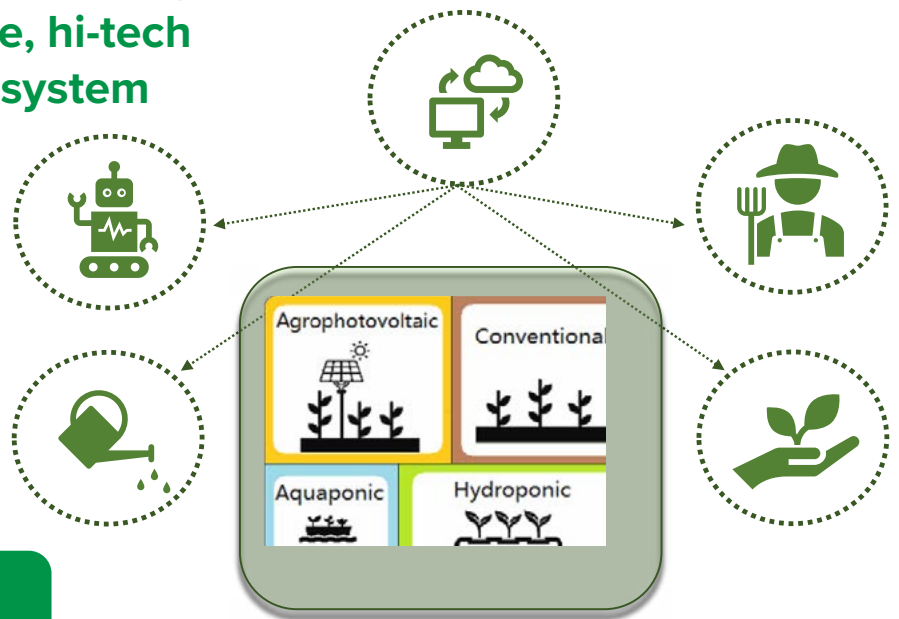 e, hi-tech
system
Agrophotovoltaic
Conventional
Aquaponic
Hydroponic